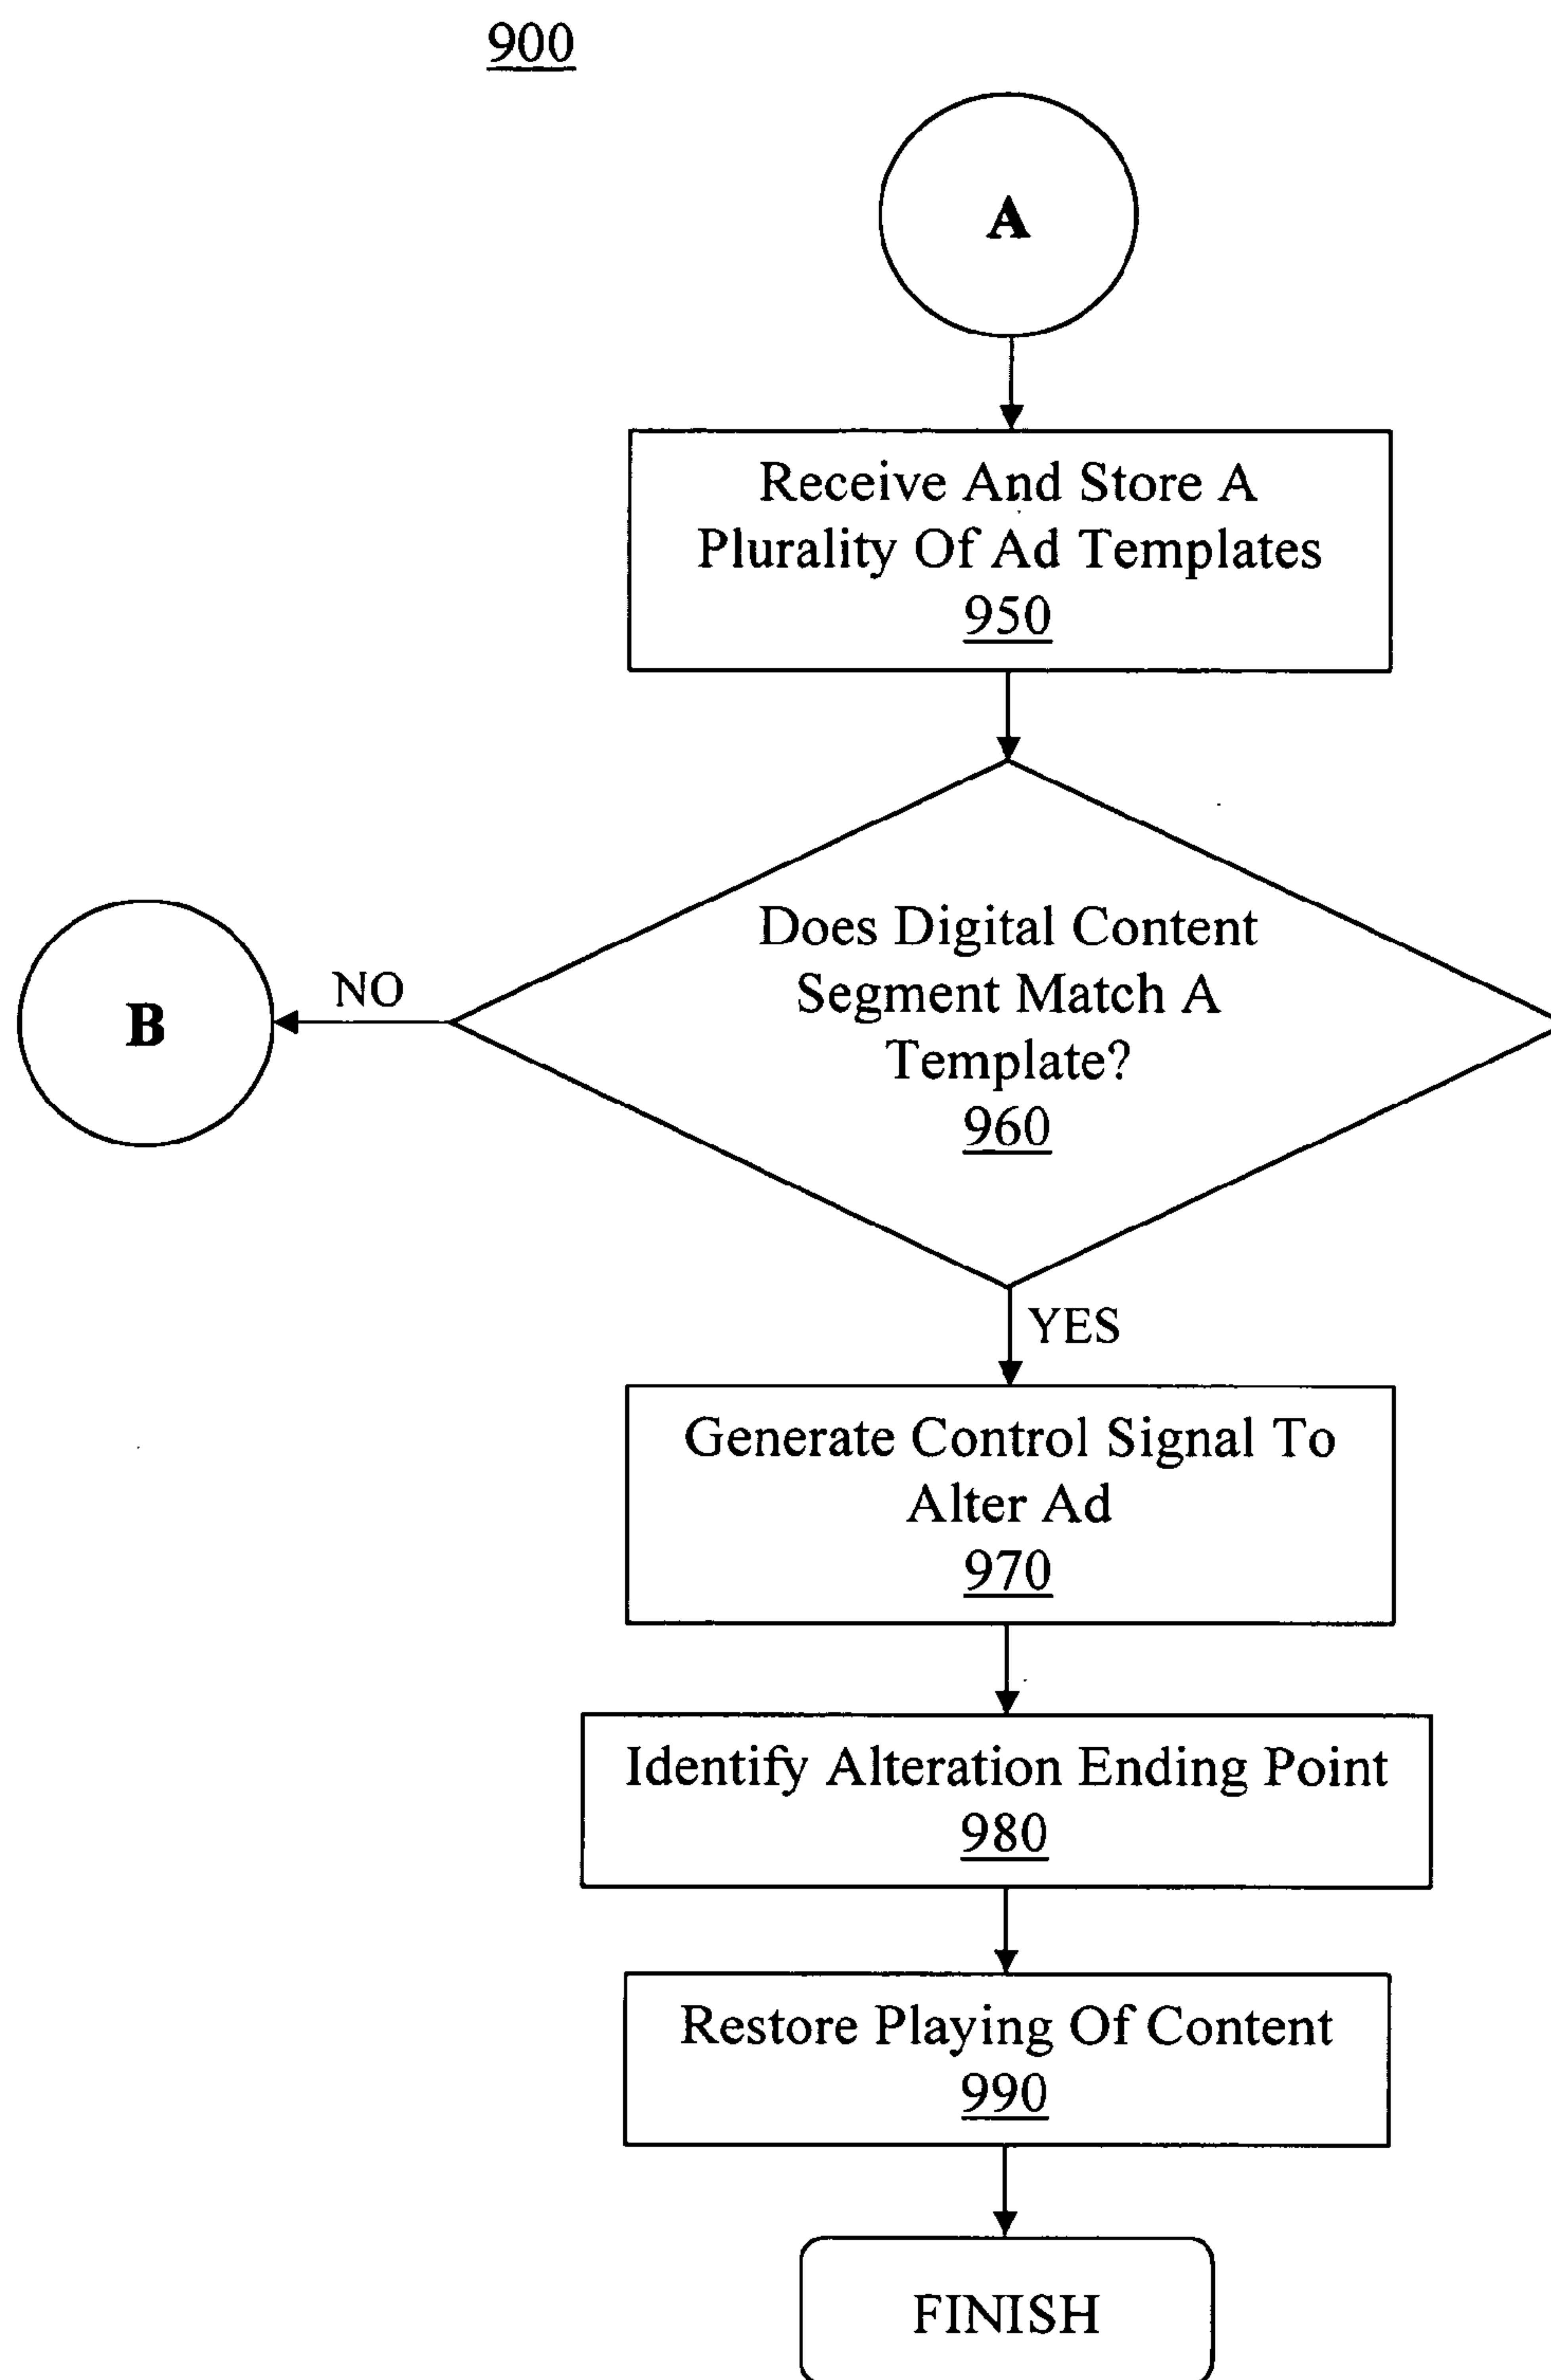 900
A
Receive And Store A
Plurality Of Ad Templates
950
Does Digital Content
Segment Match A
Template?
960
NO
B
YES
Generate Control Signal To
Alter Ad
970
Identify Alteration Ending Point
980
Restore Playing Of Content
990
FINISH